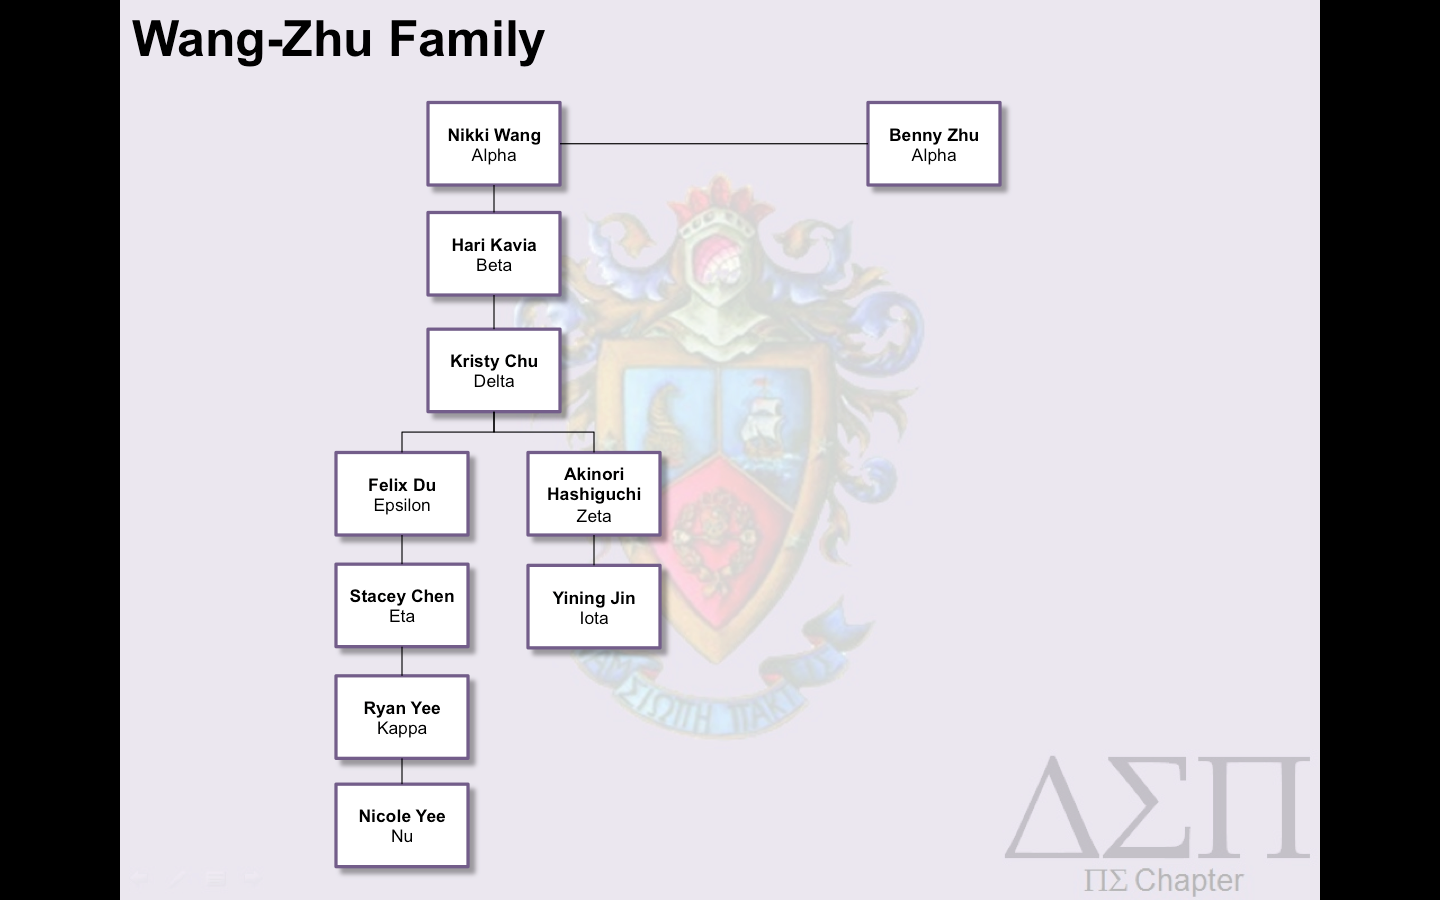 Wang-Zhu Family
Nikki Wang
Alpha
Benny Zhu
Alpha
Hari Kavia
Beta
Kristy Chu
Delta
Felix Du
Epsilon
Akinori
Hashiguchi
Zeta
Stacey Chen
Eta
Yining Jin
Iota
Ryan Yee
Kappa
Nicole Yee
Nu
ΔΣΠ
ΠΣ Chapter